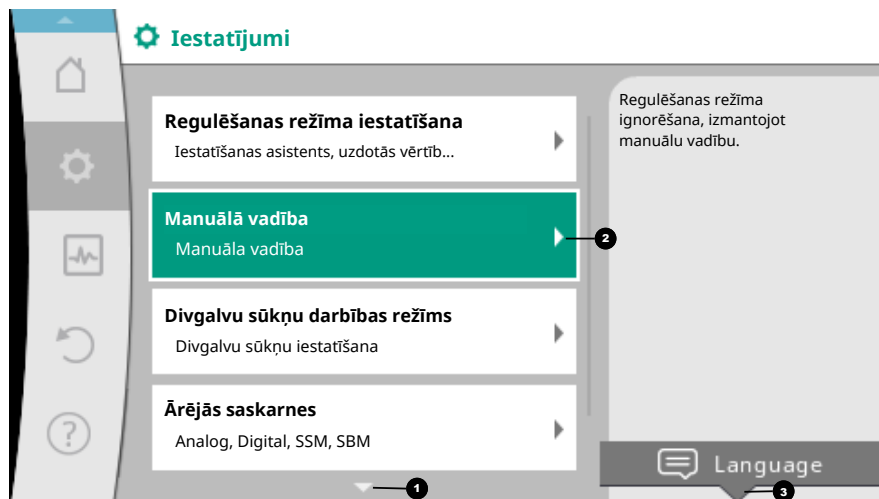 Iestatījumi
Regulēšanas režīma iestatīšana
Iestatīšanas asistents, uzdotās vērtīb...
Manuālā vadība
Manuāla vadība
Divgalvu sūkņu darbības režīms
Divgalvu sūkņu iestatīšana
Ārējās saskarnes
Analog, Digital, SSM, SBM
Regulēšanas režīma
ignorēšana, izmantojot
manuālu vadību.
2
?
Language
1
3